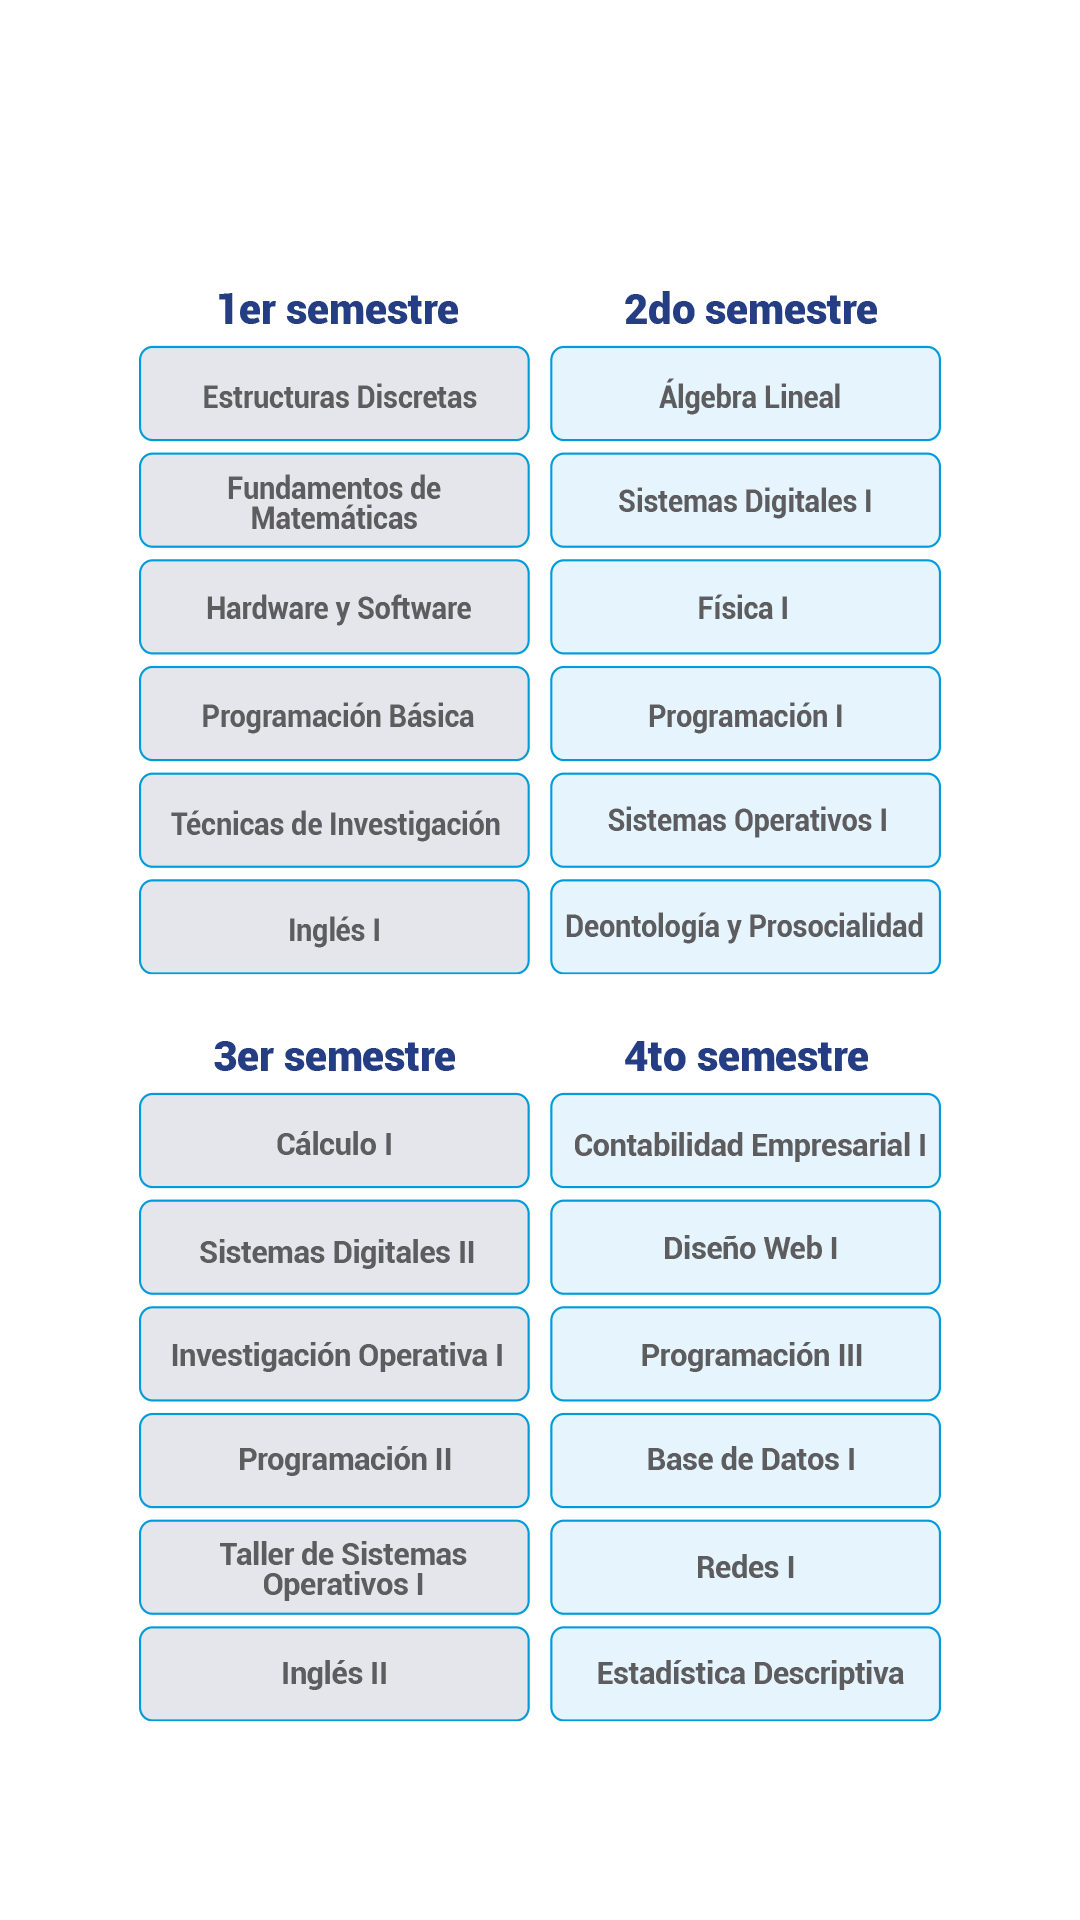 1er semestre
Estructuras Discretas
Fundamentos de
Matemáticas
Hardware y Software
Programación Básica
Técnicas de Investigación
Inglés I
2do semestre
Álgebra Lineal
Sistemas Digitales I
Física I
Programación I
Sistemas Operativos I
Deontología y Prosocialidad
3er semestre
Cálculo I
Sistemas Digitales II
Investigación Operativa I
Programación II
Taller de Sistemas
Operativos I
Inglés II
4to semestre
Contabilidad Empresarial I
Diseño Web I
Programación III
Base de Datos I
Redes I
Estadística Descriptiva